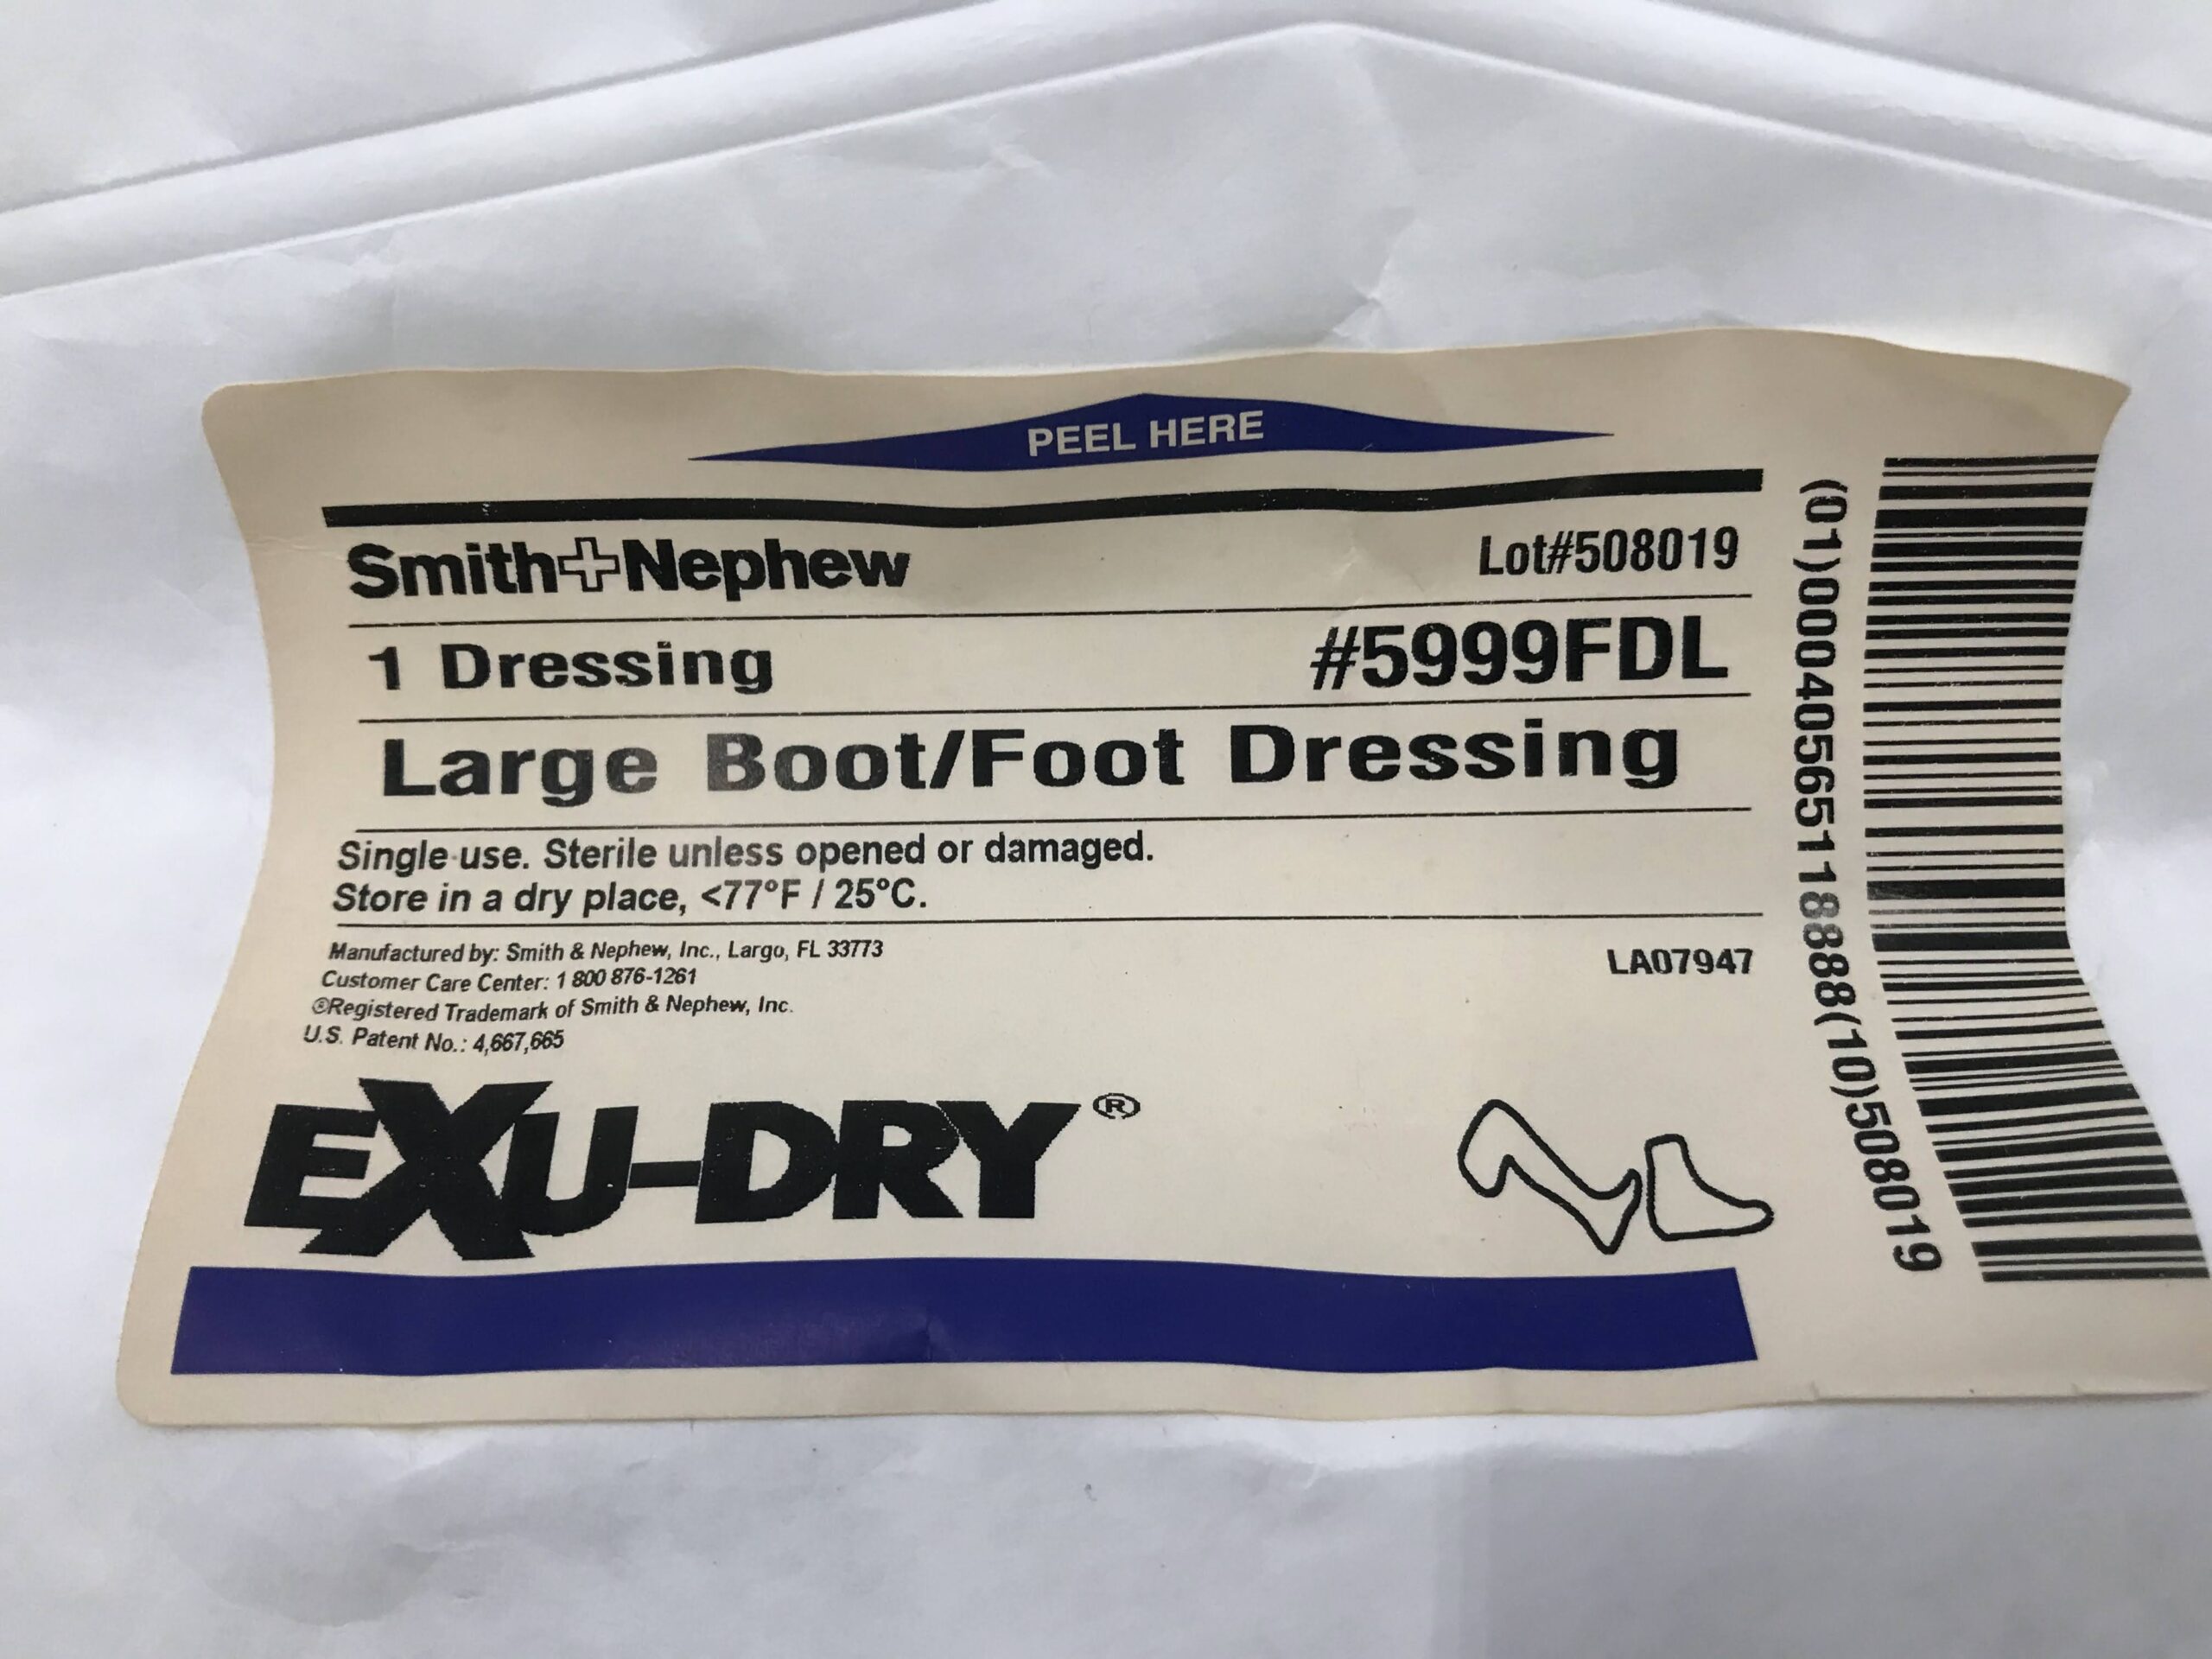 PEEL HERE
Smith+Nephew Lot#508019
1 Dressing #5999FDL
Large Boot/Foot Dressing
Single use. Sterile unless opened or damaged.
Store in a dry place, <77°F / 25°C.
Manufactured by: Smith & Nephew, Inc., Largo, FL 33773
LA07947
Customer Care Center: 1 800 876-1261
®Registered Trademark of Smith & Nephew, Inc.
U.S. Patent No.: 4,667,665
EXU-DRY®
(01)00040565118888(10)508019